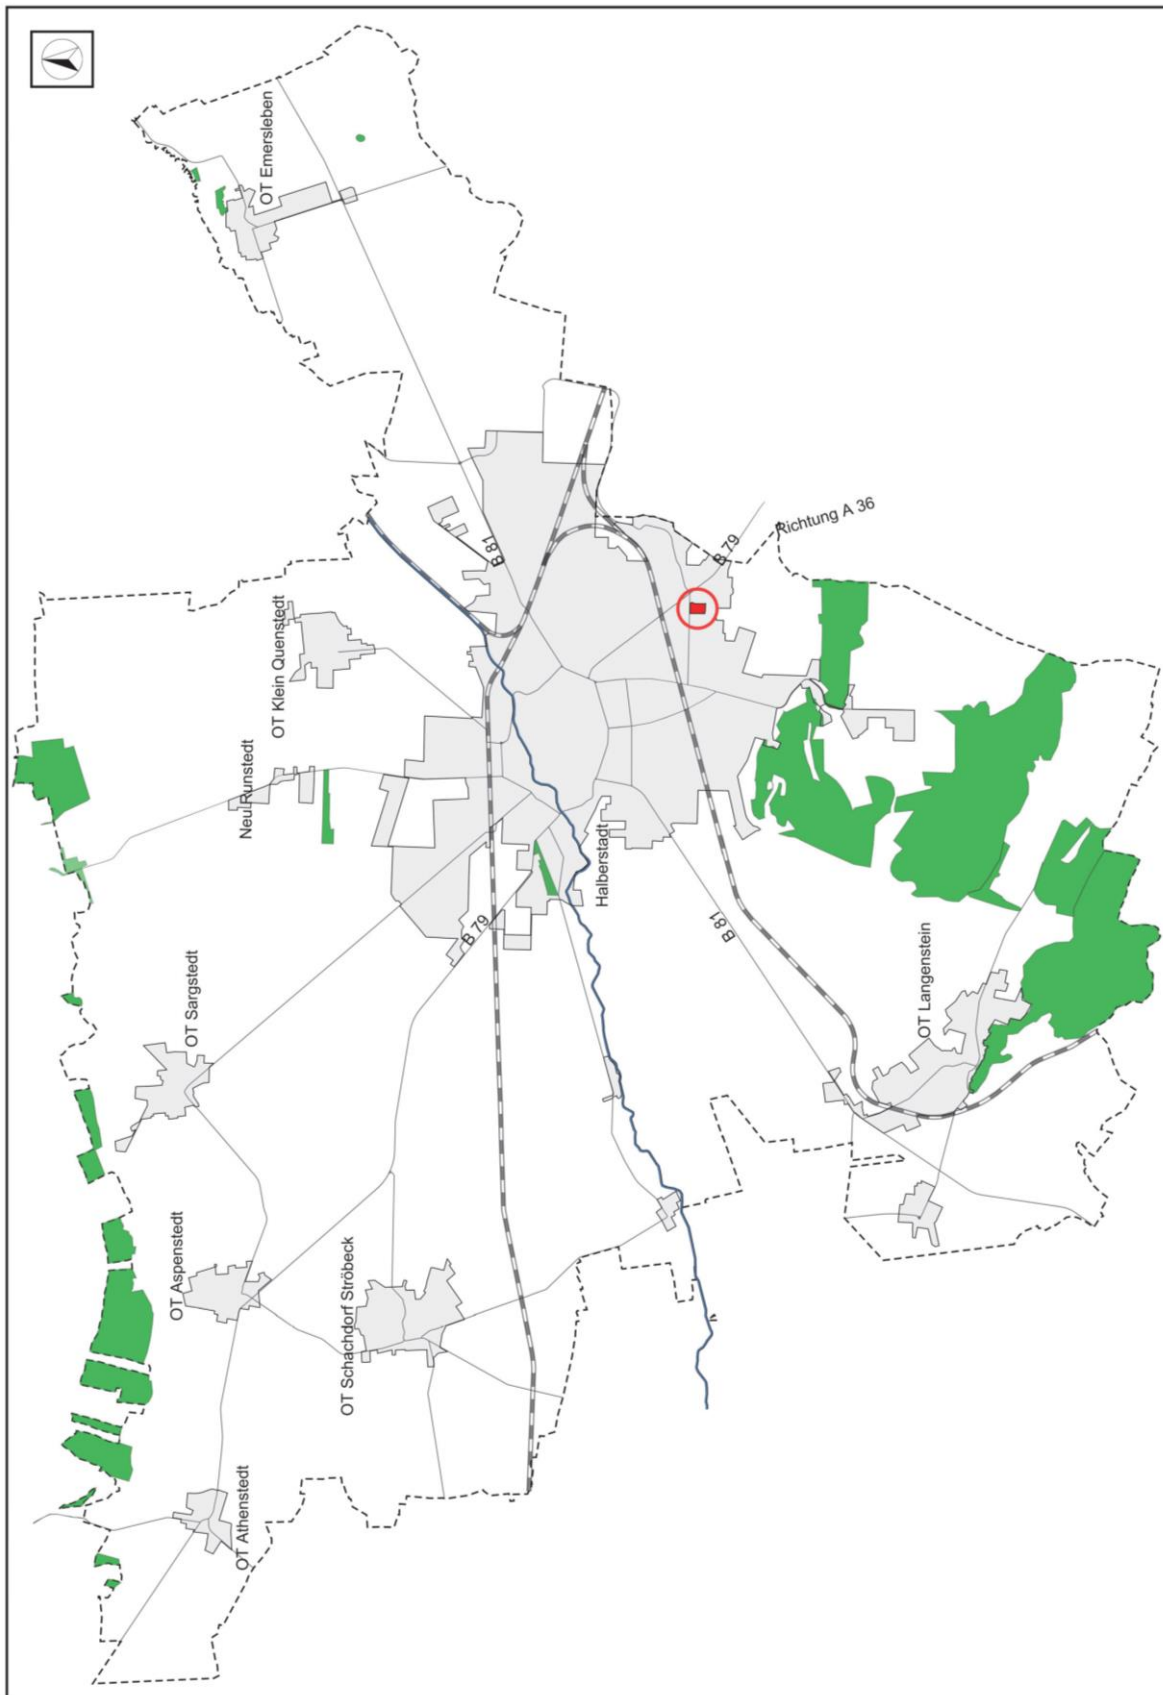 OT Emersleben
B 81
Richtung A 36
B 79
OT Klein Quenstedt
Neu Runstedt
Halberstadt
B 79
B 81
OT Sargstedt
OT Langenstein
OT Aspenstedt
OT Schachdorf Ströbeck
OT Athenstedt